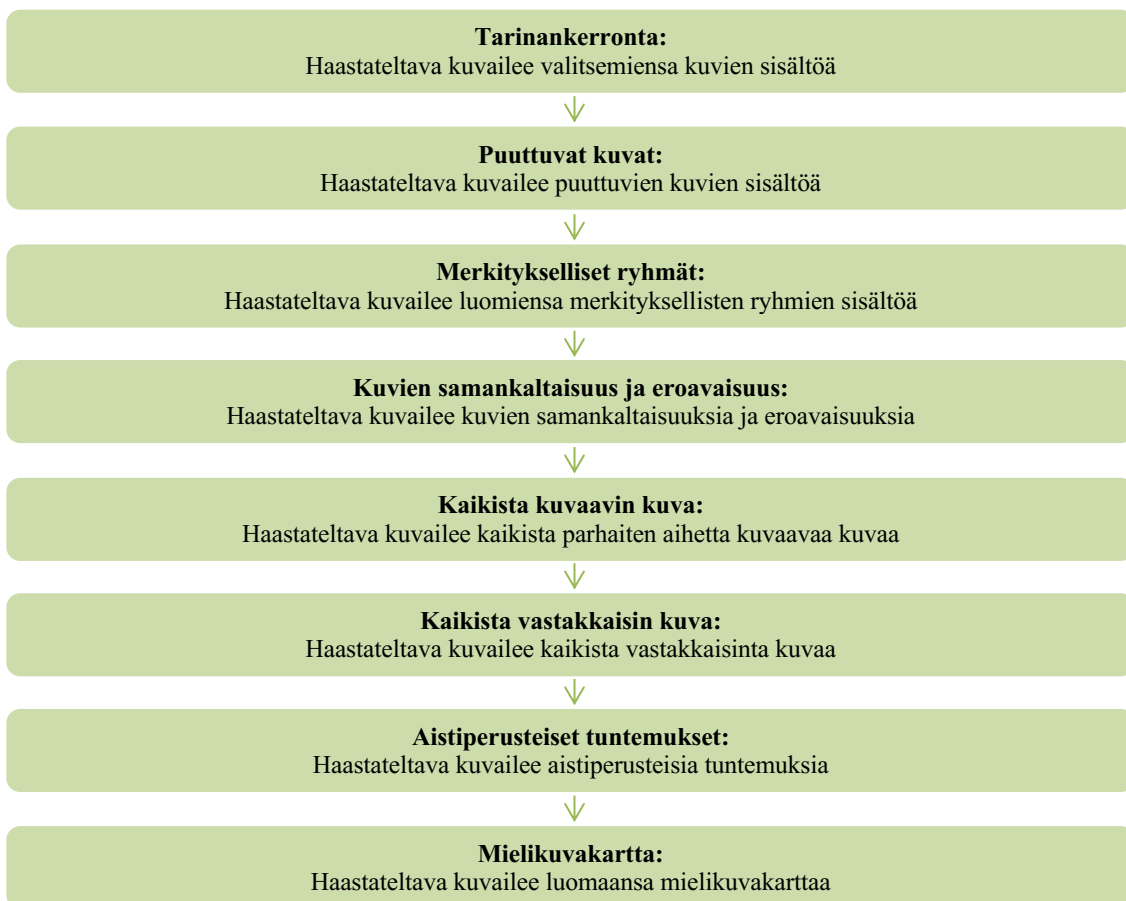 Tarinankerronta:
Haastateltava kuvailee valitsemiensa kuvien sisältöä
Puuttuvat kuvat:
Haastateltava kuvailee puuttuvien kuvien sisältöä
Merkitykselliset ryhmät:
Haastateltava kuvailee luomiensa merkityksellisten ryhmien sisältöä
Kuvien samankaltaisuus ja eroavaisuus:
Haastateltava kuvailee kuvien samankaltaisuuksia ja eroavaisuuksia
Kaikista kuvaavin kuva:
Haastateltava kuvailee kaikista parhaiten aihetta kuvaavaa kuvaa
Kaikista vastakkaisin kuva:
Haastateltava kuvailee kaikista vastakkaisinta kuvaa
Aistiperusteiset tuntemukset:
Haastateltava kuvailee aistiperusteisia tuntemuksia
Mielikuvakartta:
Haastateltava kuvailee luomaansa mielikuvakarttaa